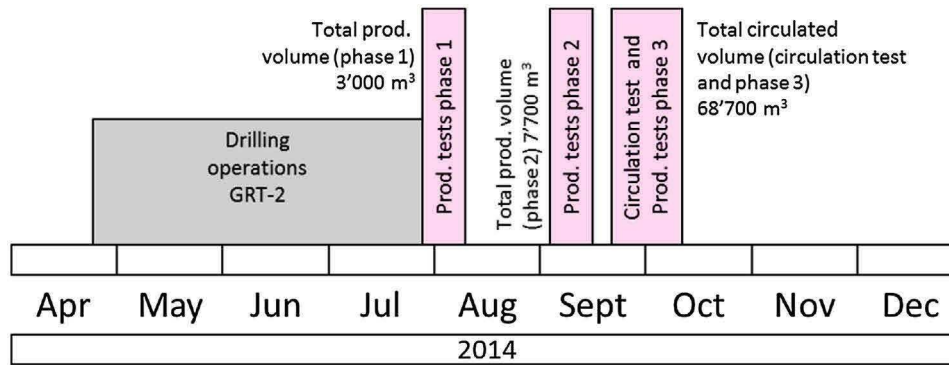 Total prod.
volume (phase 1)
3’000 m³
Drilling
operations
GRT-2
Prod. tests phase 1
Total prod. volume
(phase 2) 7’700 m³
Prod. tests phase 2
Circulation test and
Prod. tests phase 3
Total circulated
volume (circulation test
and phase 3)
68’700 m³
Apr May Jun Jul Aug Sept Oct Nov Dec
2014